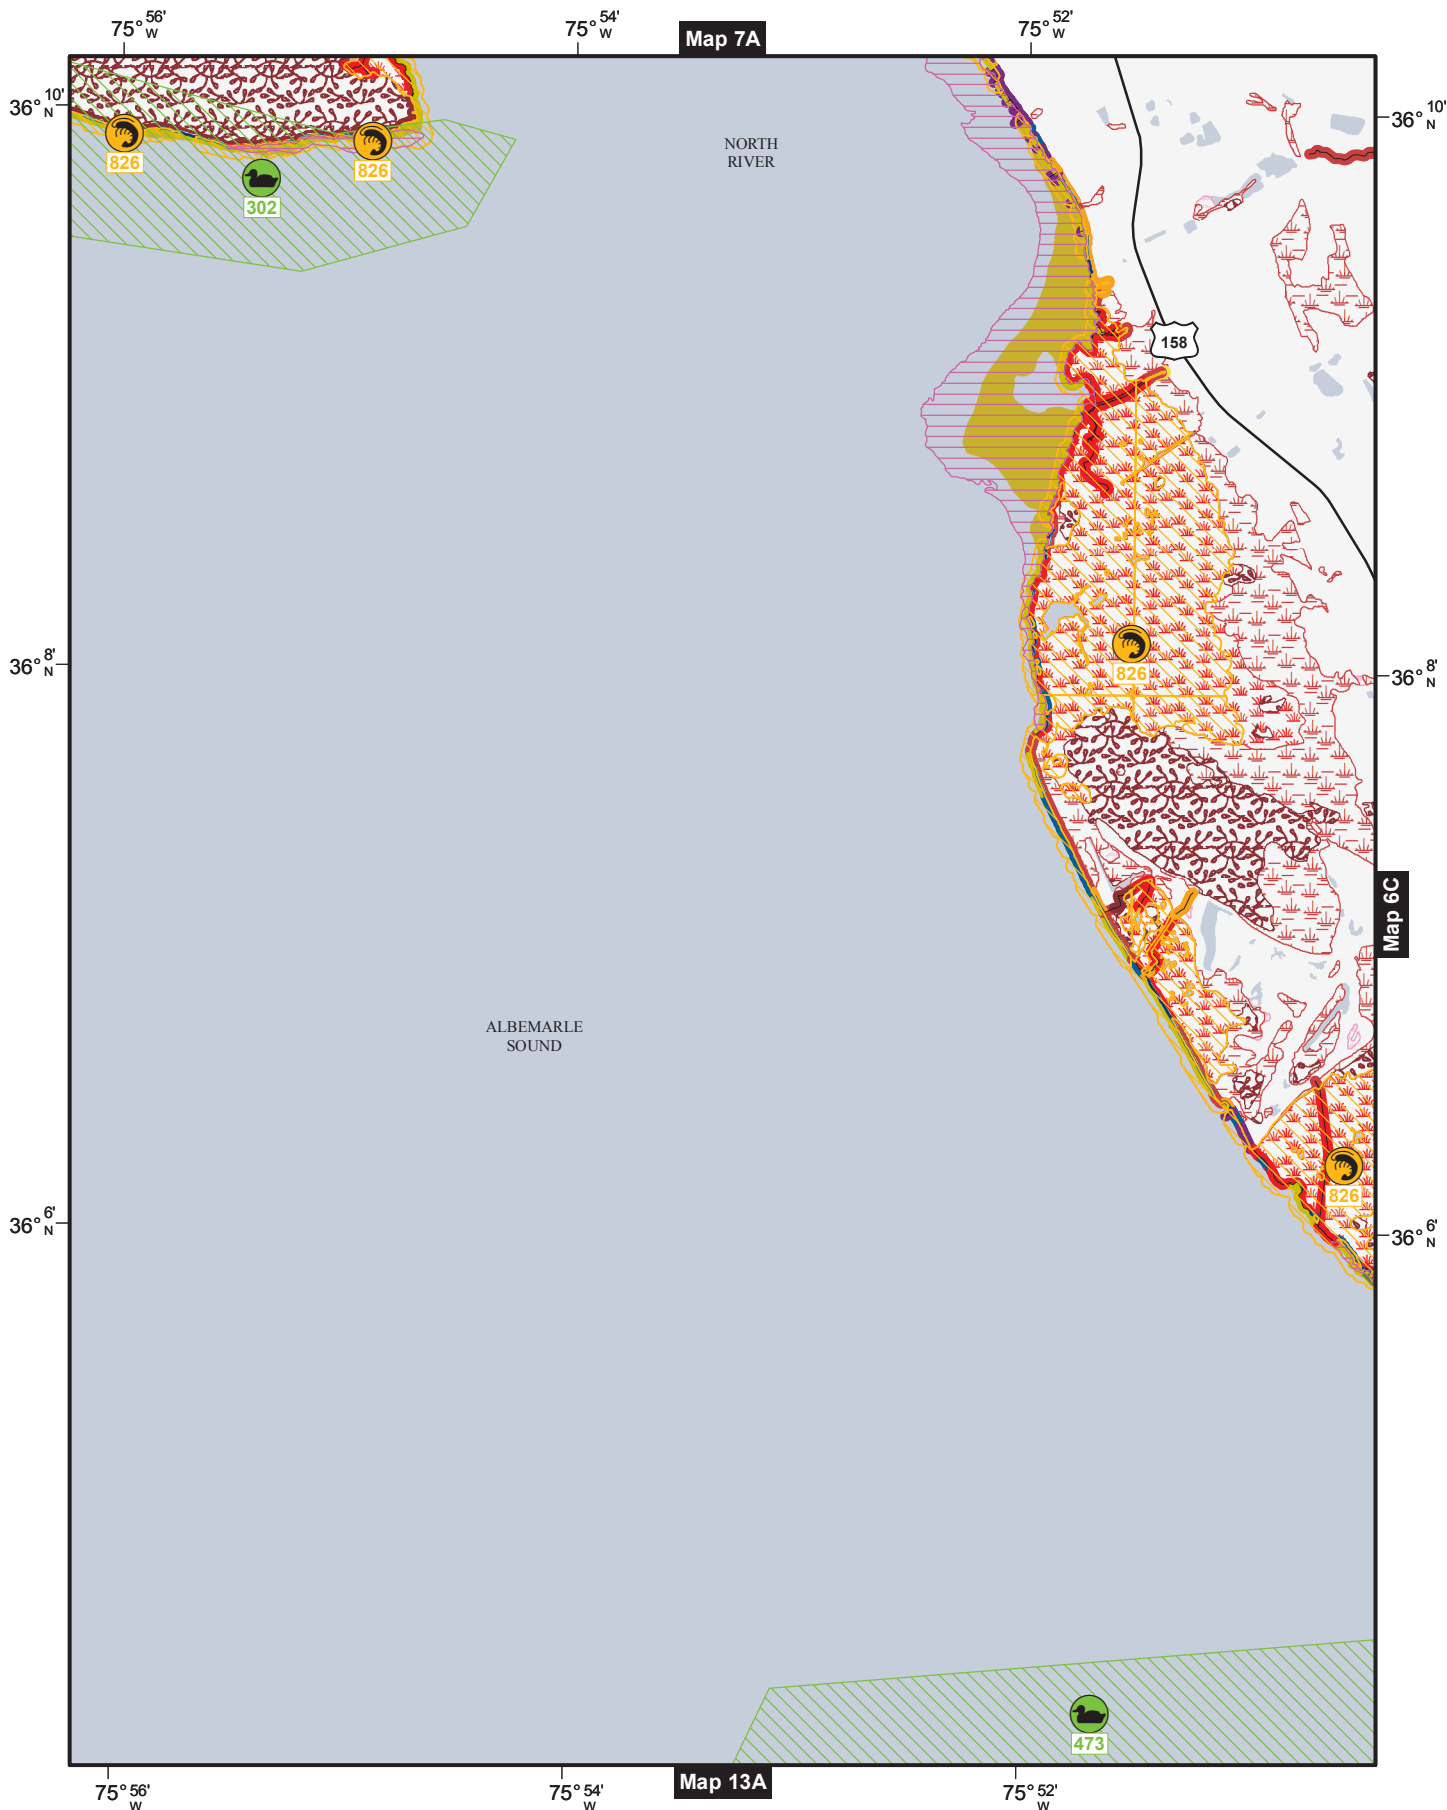 75° 56' W
75° 54' W
75° 52' W
Map 7A
36° 10' N
36° 10' N
NORTH
RIVER
826
826
302
158
36° 8' N
36° 8' N
826
Map 6C
ALBEMARLE
SOUND
826
36° 6' N
36° 6' N
473
Map 13A
75° 56' W
75° 54' W
75° 52' W